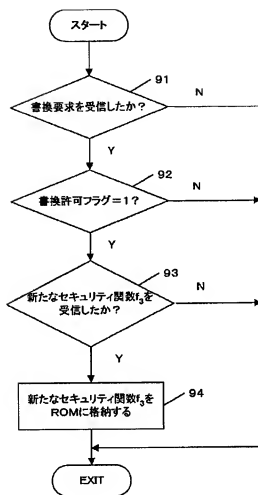 スタート
91
書換要求を受信したか?
N
Y
92
書換許可フラグ=1?
N
Y
93
新たなセキュリティ関数f3を
受信したか?
N
Y
94
新たなセキュリティ関数f3を
ROMに格納する
EXIT